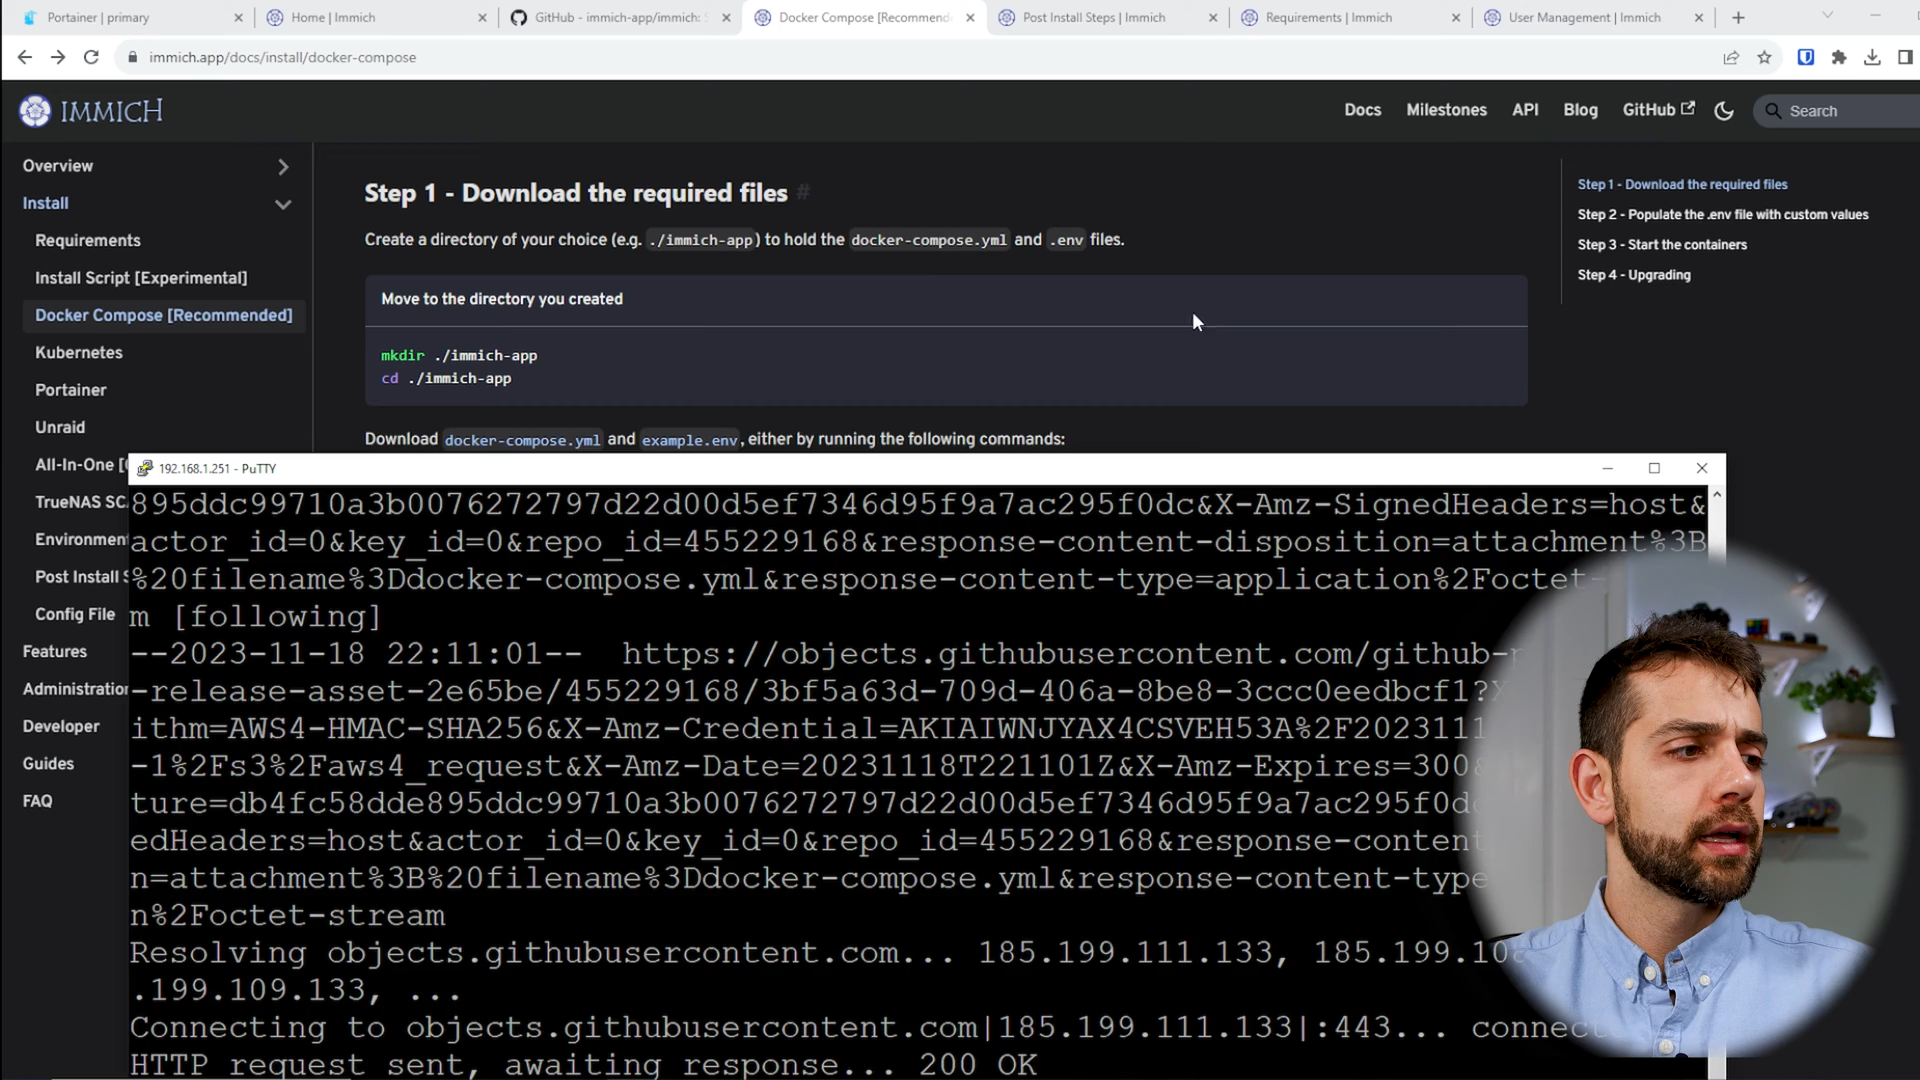 Portainer | primary
Home | Immich
GitHub - immich-app/immich:
Docker Compose [Recommend
Post Install Steps | Immich
Requirements | Immich
User Management | Immich
immich.app/docs/install/docker-compose
IMMICH
Docs
Milestones
API
Blog
GitHub
Search
Overview
Install
Requirements
Install Script [Experimental]
Docker Compose [Recommended]
Kubernetes
Portainer
Unraid
All-In-One [
TrueNAS SC
Environmen
Post Install S
Config File
Features
Administratio
Developer
Guides
FAQ
Step 1 - Download the required files #
Create a directory of your choice (e.g. ./immich-app) to hold the docker-compose.yml and .env files.
Move to the directory you created
mkdir ./immich-app
cd ./immich-app
Download docker-compose.yml and example.env, either by running the following commands:
Step 1 - Download the required files
Step 2 - Populate the .env file with custom values
Step 3 - Start the containers
Step 4 - Upgrading
192.168.1.251 - PuTTY
895ddc99710a3b0076272797d22d00d5ef7346d95f9a7ac295f0dc&X-Amz-SignedHeaders=host&
actor_id=0&key_id=0&repo_id=455229168&response-content-disposition=attachment%3B
%20filename%3Ddocker-compose.yml&response-content-type=application%2Foctet-
m [following]
--2023-11-18 22:11:01-- https://objects.githubusercontent.com/github-
-release-asset-2e65be/455229168/3bf5a63d-709d-406a-8be8-3ccc0eedbcf1?X
ithm=AWS4-HMAC-SHA256&X-Amz-Credential=AKIAIWNJYAX4CSVEH53A%2F2023111
-1%2Fs3%2Faws4_request&X-Amz-Date=20231118T221101Z&X-Amz-Expires=300&
ture=db4fc58dde895ddc99710a3b0076272797d22d00d5ef7346d95f9a7ac295f0d
edHeaders=host&actor_id=0&key_id=0&repo_id=455229168&response-content
n=attachment%3B%20filename%3Ddocker-compose.yml&response-content-type
n%2Foctet-stream
Resolving objects.githubusercontent.com... 185.199.111.133, 185.199.10
.199.109.133, ...
Connecting to objects.githubusercontent.com|185.199.111.133|:443... connec
HTTP request sent, awaiting response... 200 OK